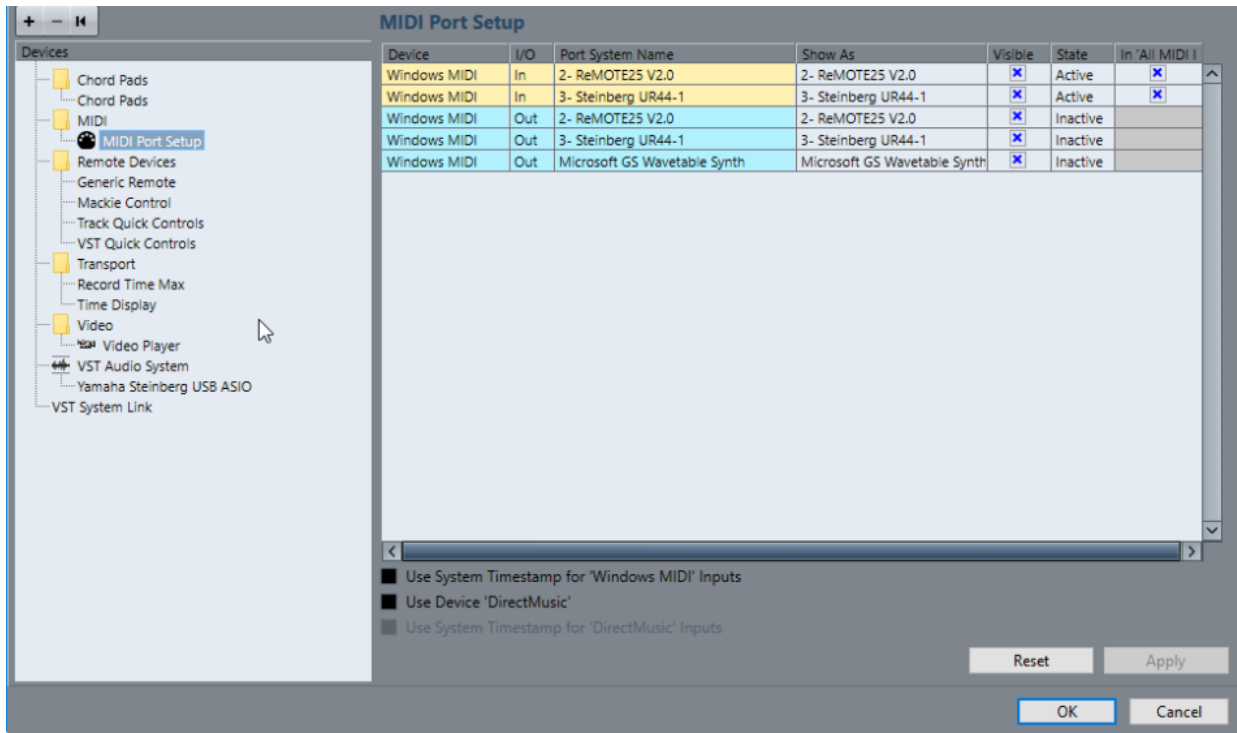 MIDI Port Setup
Devices
Chord Pads
Chord Pads
MIDI
MIDI Port Setup
Remote Devices
Generic Remote
Mackie Control
Track Quick Controls
VST Quick Controls
Transport
Record Time Max
Time Display
Video
Video Player
VST Audio System
Yamaha Steinberg USB ASIO
VST System Link
Device I/O Port System Name Show As Visible State In 'All MIDI I
Windows MIDI In 2- ReMOTE25 V2.0 2- ReMOTE25 V2.0 Active
Windows MIDI In 3- Steinberg UR44-1 3- Steinberg UR44-1 Active
Windows MIDI Out 2- ReMOTE25 V2.0 2- ReMOTE25 V2.0 Inactive
Windows MIDI Out 3- Steinberg UR44-1 3- Steinberg UR44-1 Inactive
Windows MIDI Out Microsoft GS Wavetable Synth Microsoft GS Wavetable Synth Inactive
Use System Timestamp for 'Windows MIDI' Inputs
Use Device 'DirectMusic'
Use System Timestamp for 'DirectMusic' Inputs
Reset Apply
OK Cancel